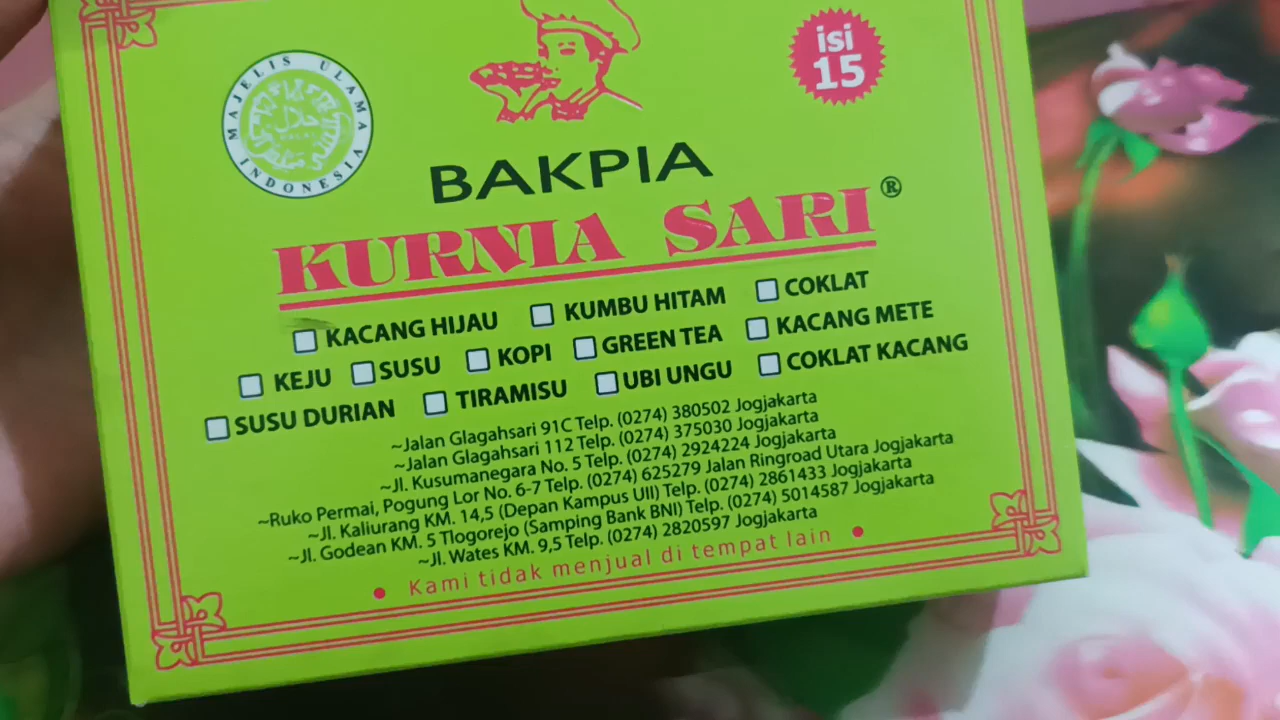 MAJELIS ULAMA INDONESIA
حلال
isi
15
BAKPIA
KURNIA SARI ®
KACANG HIJAU KUMBU HITAM COKLAT
KEJU SUSU KOPI GREEN TEA KACANG METE
SUSU DURIAN TIRAMISU UBI UNGU COKLAT KACANG
~Jalan Glagahsari 91C Telp. (0274) 380502 Jogjakarta
~Jalan Glagahsari 112 Telp. (0274) 375030 Jogjakarta
~Jl. Kusumanegara No. 5 Telp. (0274) 2924224 Jogjakarta
~Ruko Permai, Pogung Lor No. 6-7 Telp. (0274) 625279 Jalan Ringroad Utara Jogjakarta
~Jl. Kaliurang KM. 14,5 (Depan Kampus UII) Telp. (0274) 2861433 Jogjakarta
~Jl. Godean KM. 5 Tlogorejo (Samping Bank BNI) Telp. (0274) 5014587 Jogjakarta
~Jl. Wates KM. 9,5 Telp. (0274) 2820597 Jogjakarta
• Kami tidak menjual di tempat lain •